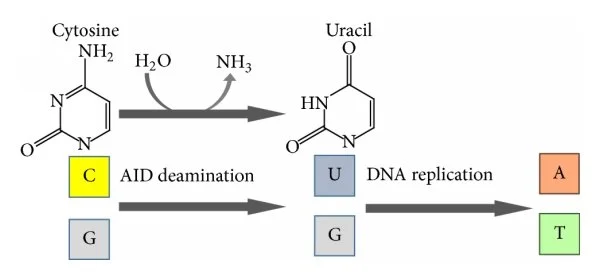 Cytosine
Uracil
NH₂
H₂O
NH₃
O
N
HN
O
N
O
N
C
AID deamination
U
DNA replication
A
G
G
T